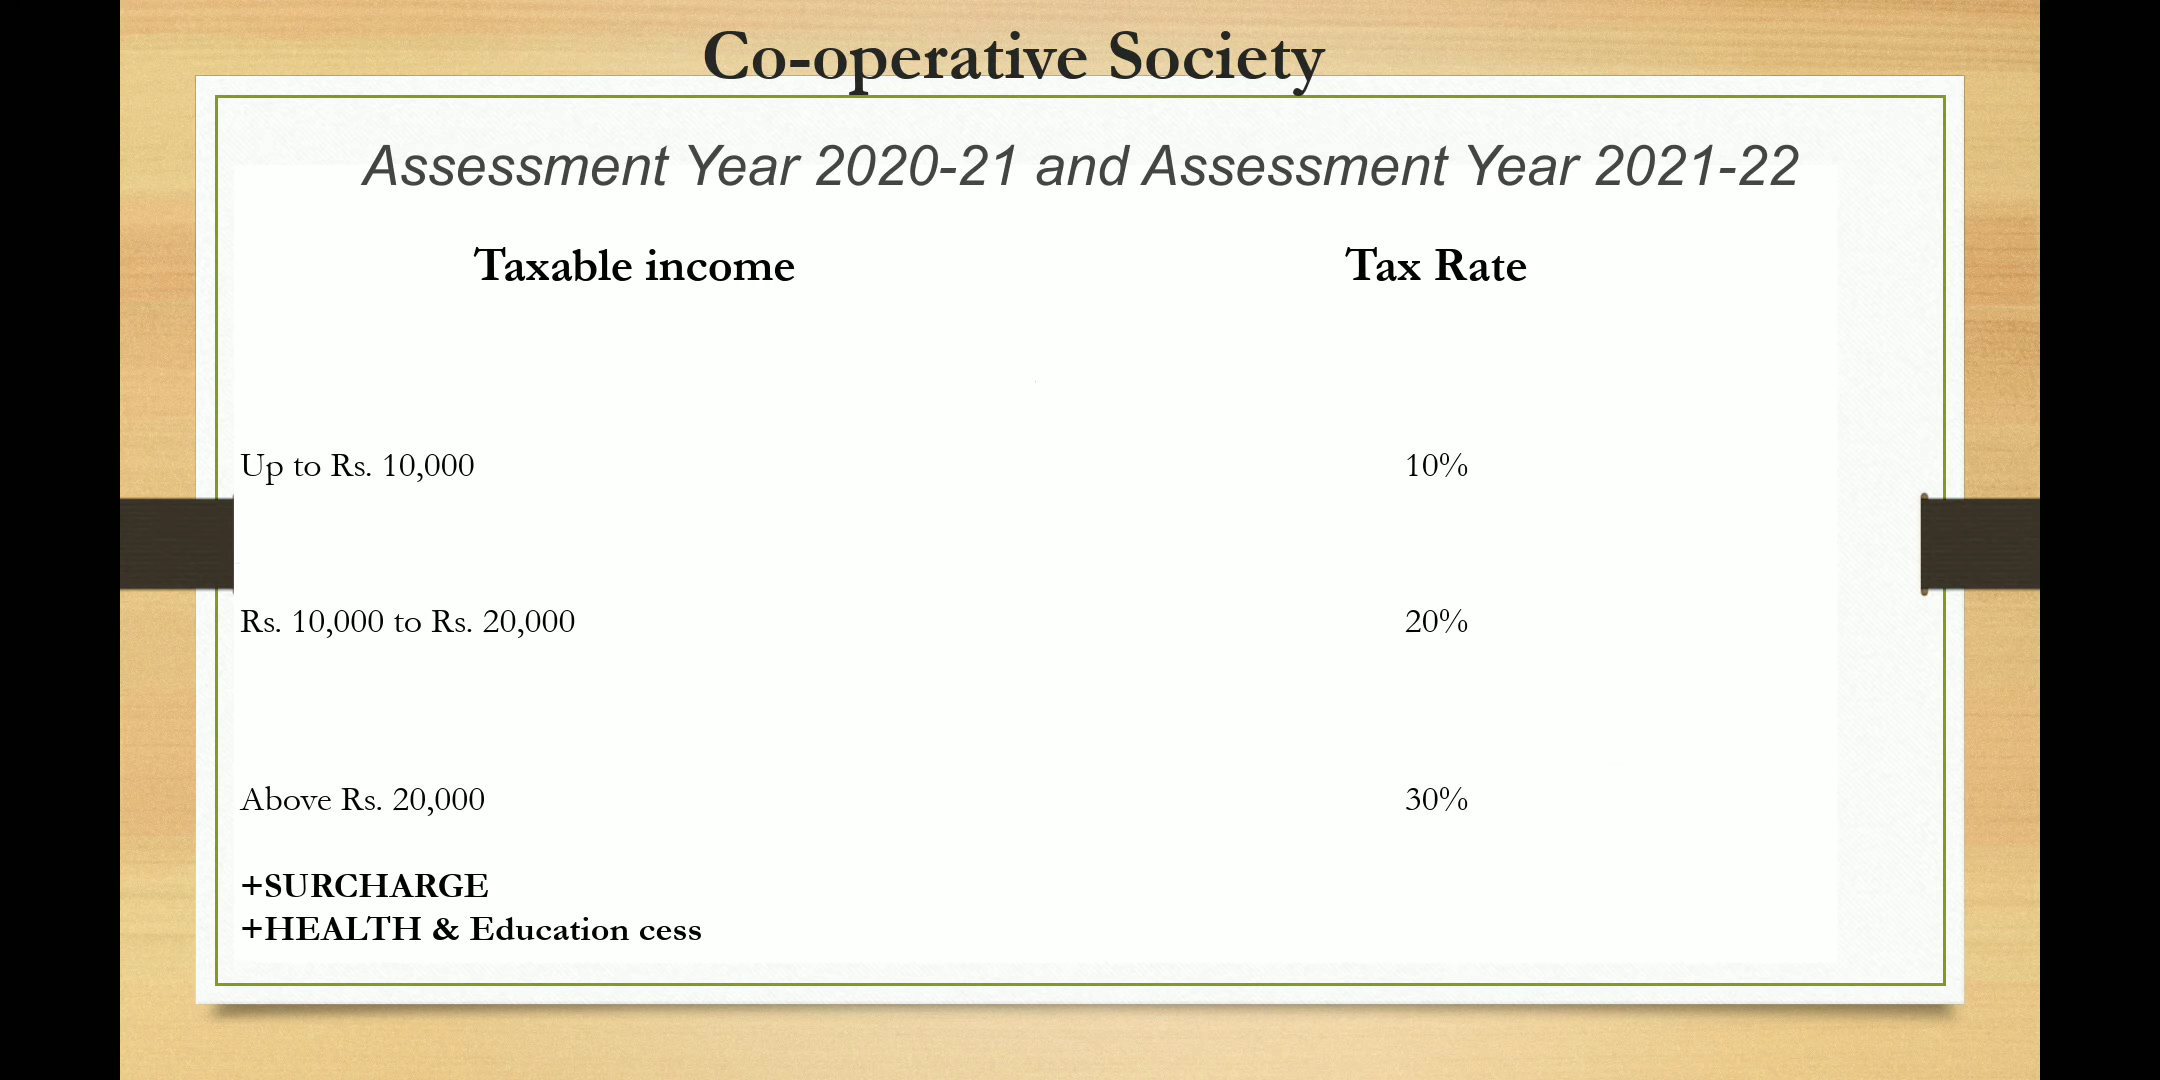 Co-operative Society
Assessment Year 2020-21 and Assessment Year 2021-22
Taxable income Tax Rate
Up to Rs. 10,000 10%
Rs. 10,000 to Rs. 20,000 20%
Above Rs. 20,000 30%
+SURCHARGE
+HEALTH & Education cess